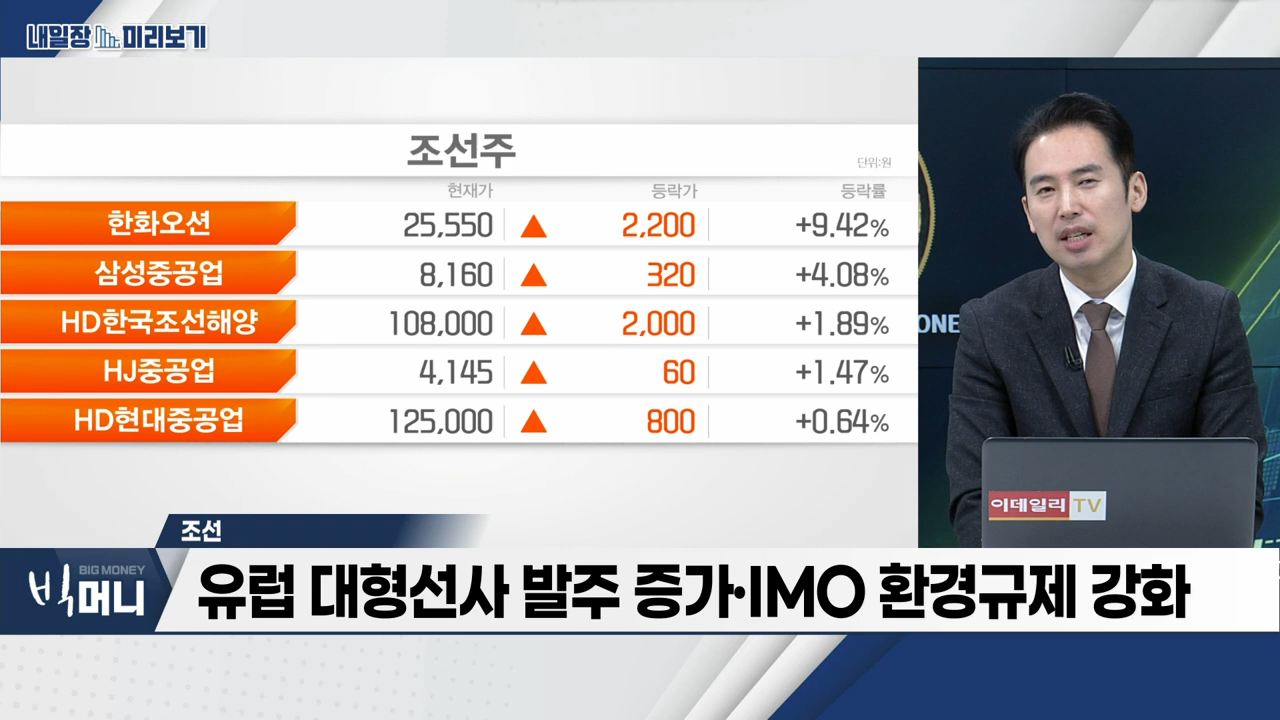 내일장 미리보기
조선주
단위:원
현재가 등락가 등락률
한화오션 25,550 ▲ 2,200 +9.42%
삼성중공업 8,160 ▲ 320 +4.08%
HD한국조선해양 108,000 ▲ 2,000 +1.89%
HJ중공업 4,145 ▲ 60 +1.47%
HD현대중공업 125,000 ▲ 800 +0.64%
ONE
이데일리 TV
조선
BIG MONEY
빅머니
유럽 대형선사 발주 증가·IMO 환경규제 강화